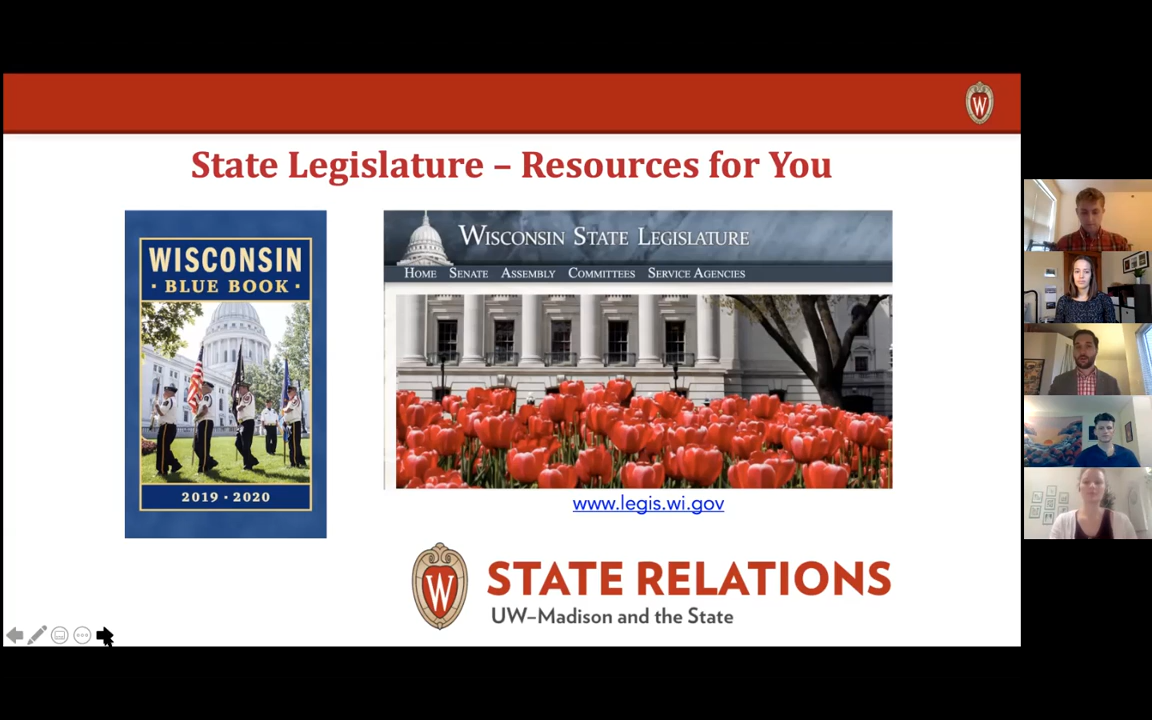 W
State Legislature – Resources for You
WISCONSIN
· BLUE BOOK ·
2019 · 2020
WISCONSIN STATE LEGISLATURE
HOME SENATE ASSEMBLY COMMITTEES SERVICE AGENCIES
www.legis.wi.gov
W
STATE RELATIONS
UW–Madison and the State